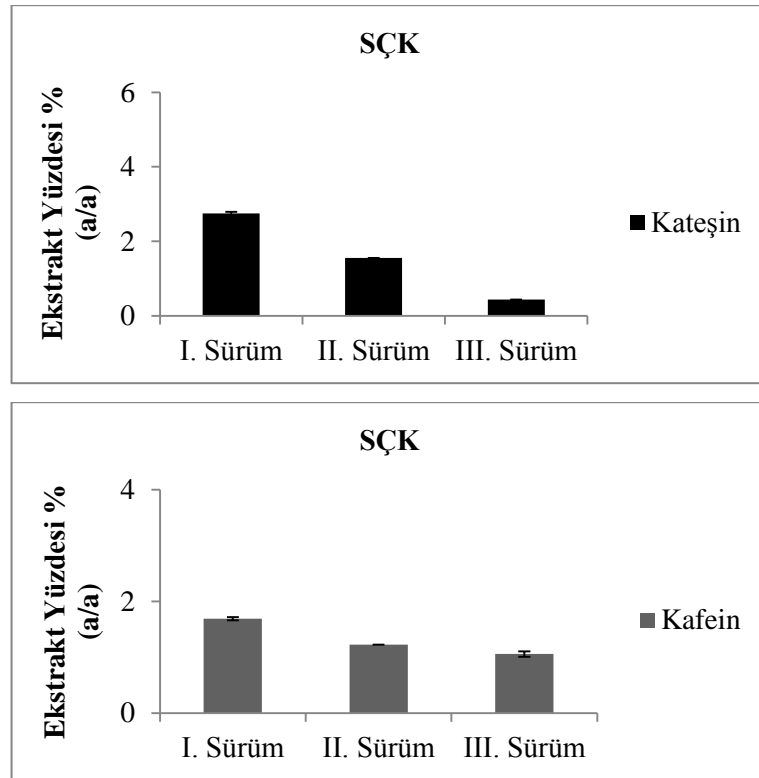 SÇK
Ekstrakt Yüzdesi %
(a/a)
6
4
2
0
I. Sürüm II. Sürüm III. Sürüm
Kateşin
SÇK
Ekstrakt Yüzdesi %
(a/a)
4
2
0
I. Sürüm II. Sürüm III. Sürüm
Kafein